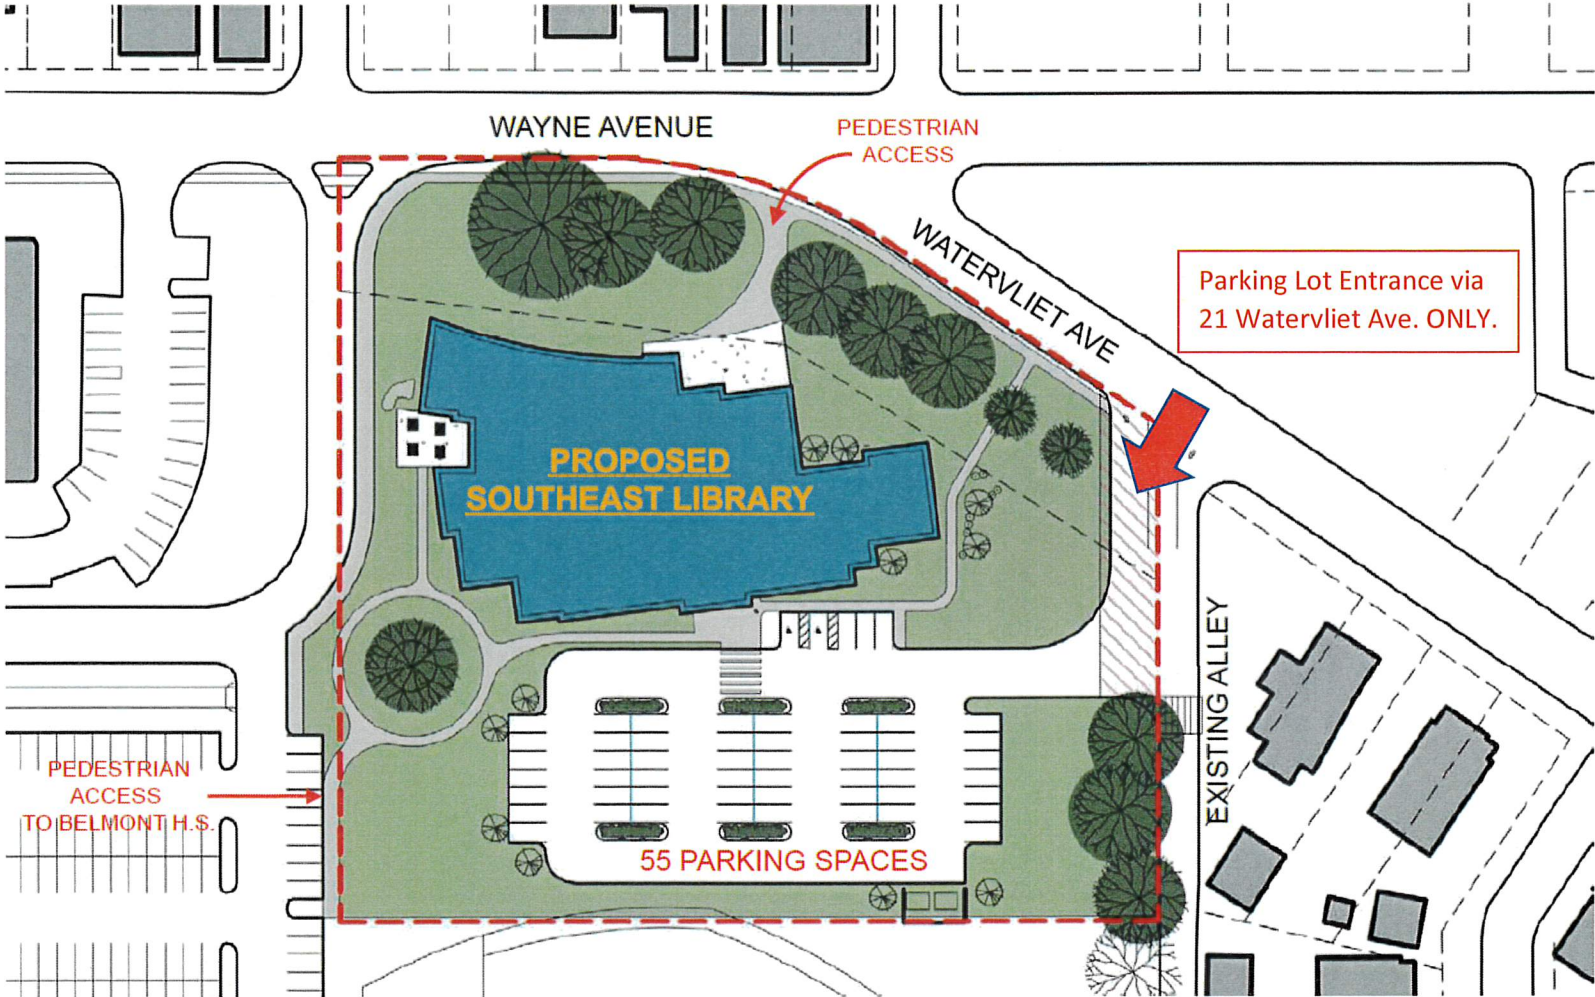 WAYNE AVENUE
PEDESTRIAN
ACCESS
WATERVLIET AVE
Parking Lot Entrance via
21 Watervliet Ave. ONLY.
PROPOSED
SOUTHEAST LIBRARY
EXISTING ALLEY
PEDESTRIAN
ACCESS
TO BELMONT H.S.
55 PARKING SPACES